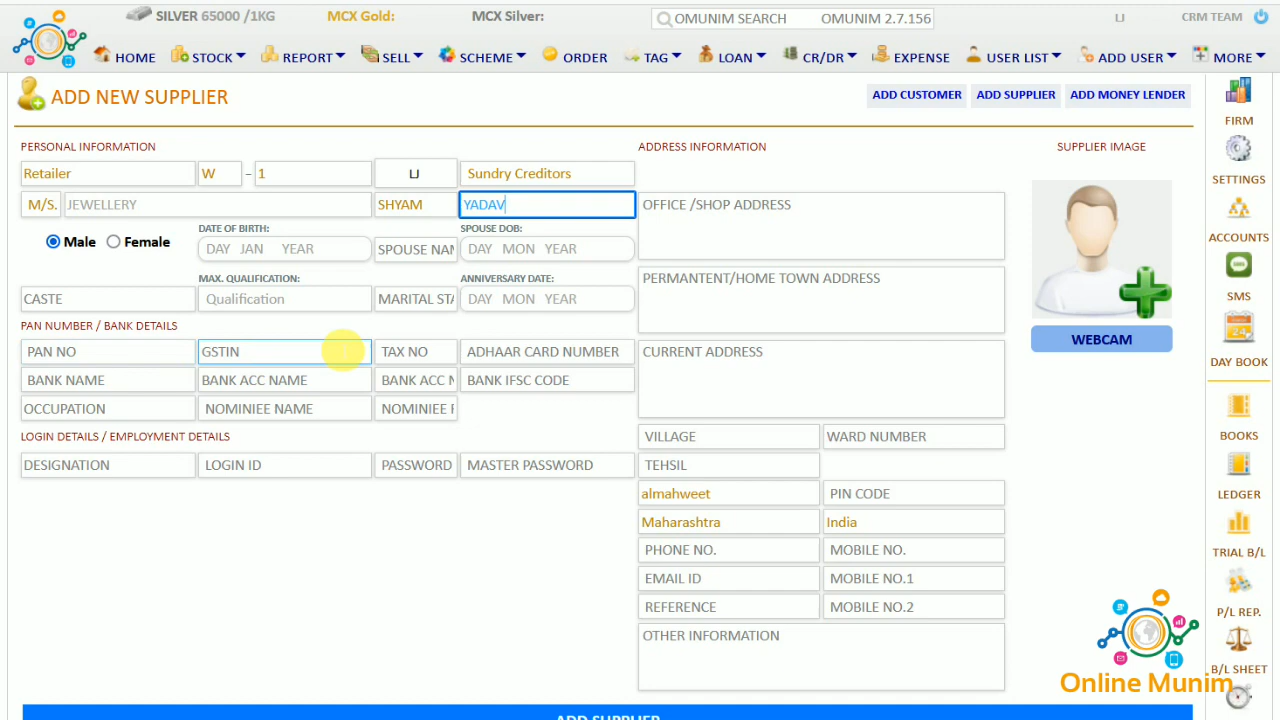 SILVER 65000 /1KG MCX Gold: MCX Silver: OMUNIM SEARCH OMUNIM 2.7.156 LJ CRM TEAM
HOME STOCK REPORT SELL SCHEME ORDER TAG LOAN CR/DR EXPENSE USER LIST ADD USER MORE
ADD NEW SUPPLIER ADD CUSTOMER ADD SUPPLIER ADD MONEY LENDER
PERSONAL INFORMATION
Retailer W - 1 LJ Sundry Creditors
M/S. JEWELLERY SHYAM YADAV
DATE OF BIRTH: SPOUSE DOB:
Male Female DAY JAN YEAR SPOUSE NAM DAY MON YEAR
MAX. QUALIFICATION: ANNIVERSARY DATE:
CASTE Qualification MARITAL STA DAY MON YEAR
PAN NUMBER / BANK DETAILS
PAN NO GSTIN TAX NO ADHAAR CARD NUMBER
BANK NAME BANK ACC NAME BANK ACC N BANK IFSC CODE
OCCUPATION NOMINIEE NAME NOMINIEE R
LOGIN DETAILS / EMPLOYMENT DETAILS
DESIGNATION LOGIN ID PASSWORD MASTER PASSWORD
ADDRESS INFORMATION
OFFICE /SHOP ADDRESS
PERMANTENT/HOME TOWN ADDRESS
CURRENT ADDRESS
VILLAGE WARD NUMBER
TEHSIL
almahweet PIN CODE
Maharashtra India
PHONE NO. MOBILE NO.
EMAIL ID MOBILE NO.1
REFERENCE MOBILE NO.2
OTHER INFORMATION
SUPPLIER IMAGE
WEBCAM
FIRM
SETTINGS
ACCOUNTS
SMS
DAY BOOK
BOOKS
LEDGER
TRIAL B/L
P/L REP.
B/L SHEET
Online Munim
ADD SUPPLIER